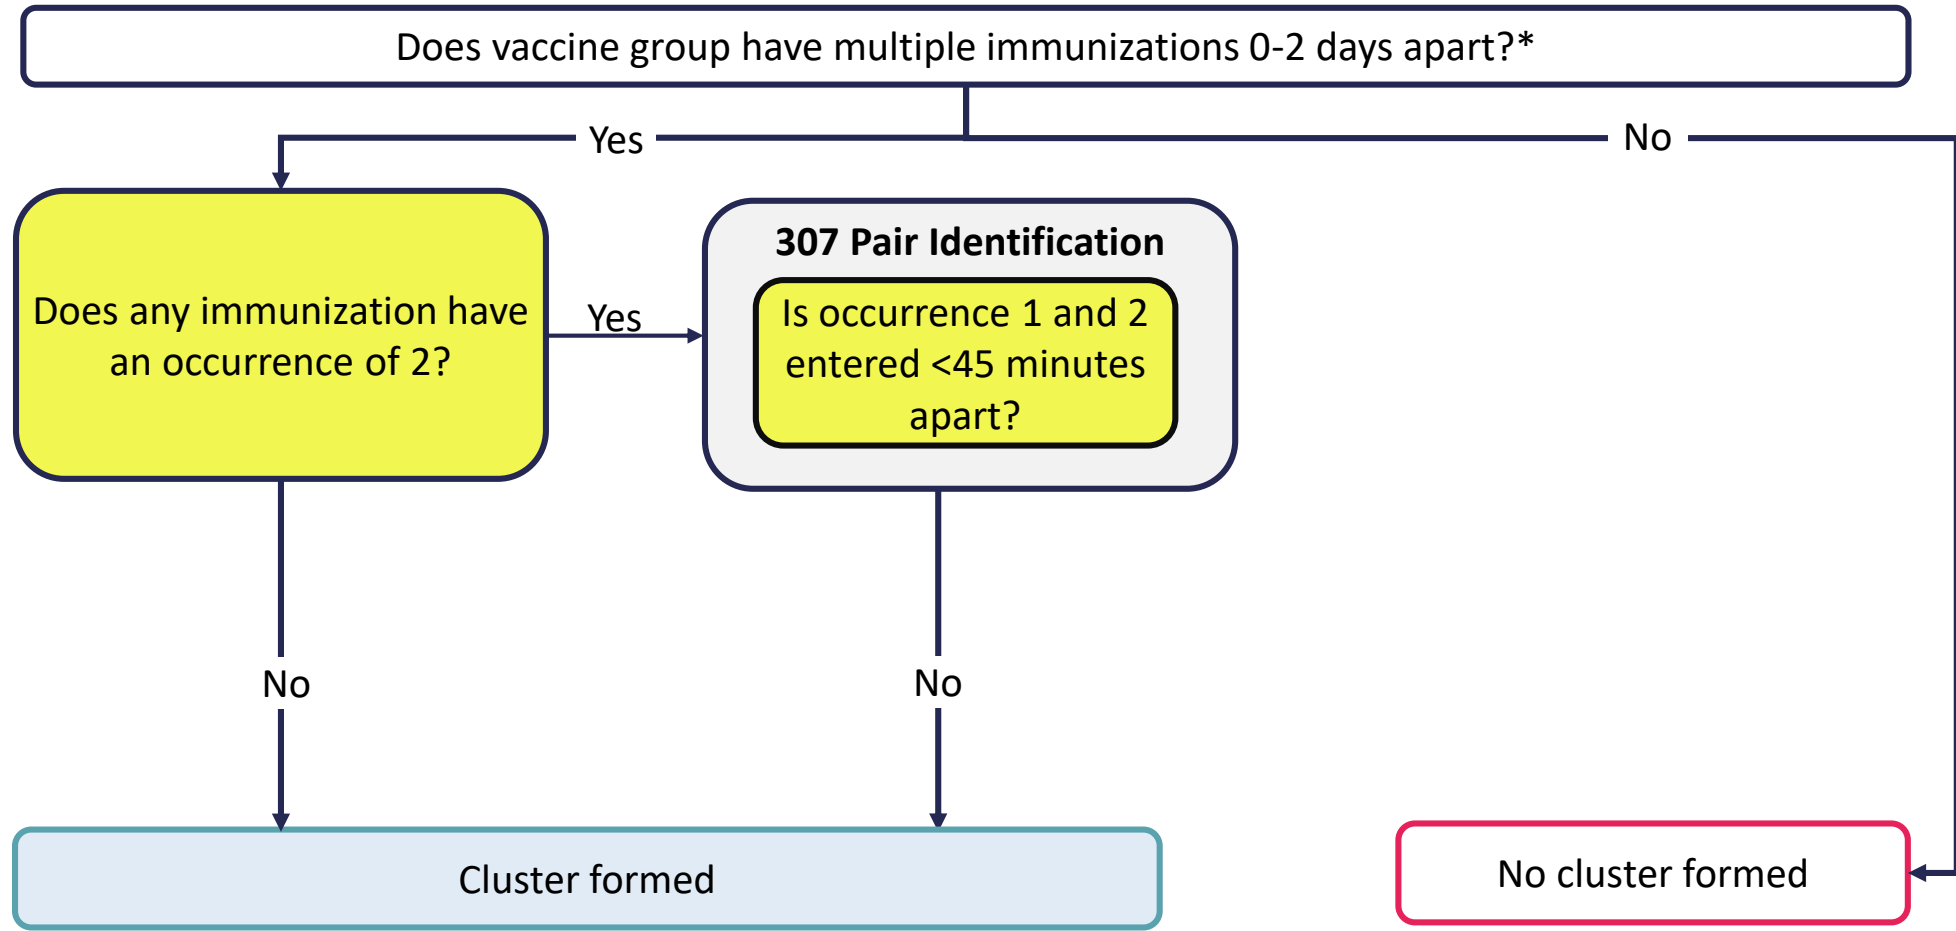 Does vaccine group have multiple immunizations 0-2 days apart?*
Yes
No
Does any immunization have
an occurrence of 2?
Yes
307 Pair Identification
Is occurrence 1 and 2
entered <45 minutes
apart?
No
No
Cluster formed
No cluster formed